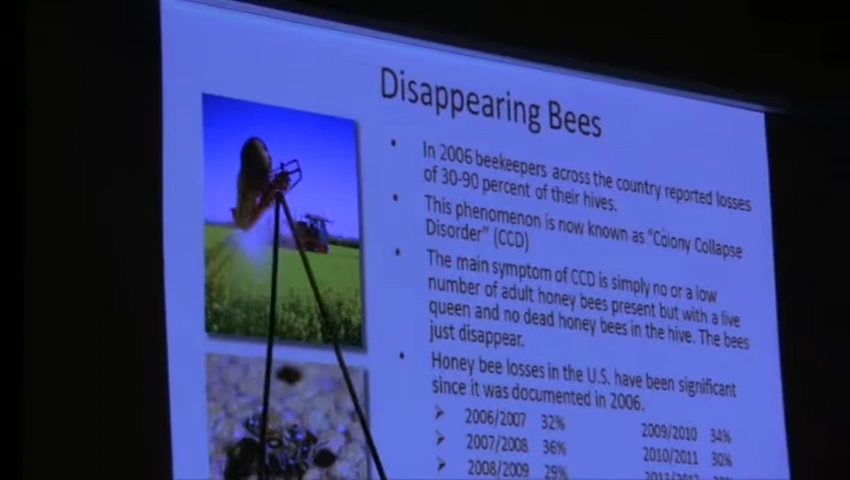 Disappearing Bees
• In 2006 beekeepers across the country reported losses
of 30-90 percent of their hives.
• This phenomenon is now known as "Colony Collapse
Disorder" (CCD)
• The main symptom of CCD is simply no or a low
number of adult honey bees present but with a live
queen and no dead honey bees in the hive. The bees
just disappear.
• Honey bee losses in the U.S. have been significant
since it was documented in 2006.
➢ 2006/2007 32%
➢ 2007/2008 36%
➢ 2008/2009 29%
2009/2010 34%
2010/2011 30%